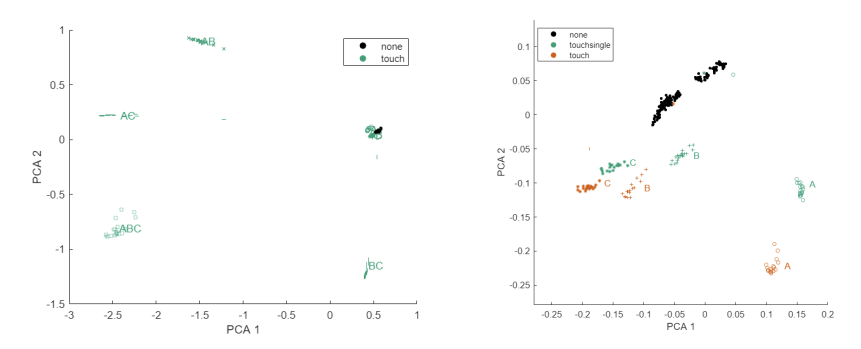 1
0.5
0
-0.5
-1
-1.5
-3
-2.5
-2
-1.5
-1
-0.5
0
0.5
1
PCA 1
PCA 2
none
touch
AB
AC
ABC
BC
0.1
0.05
0
-0.05
-0.1
-0.15
-0.2
-0.25
-0.25
-0.2
-0.15
-0.1
-0.05
0
0.05
0.1
0.15
0.2
PCA 1
PCA 2
none
touchsingle
touch
C
B
A
C
B
A